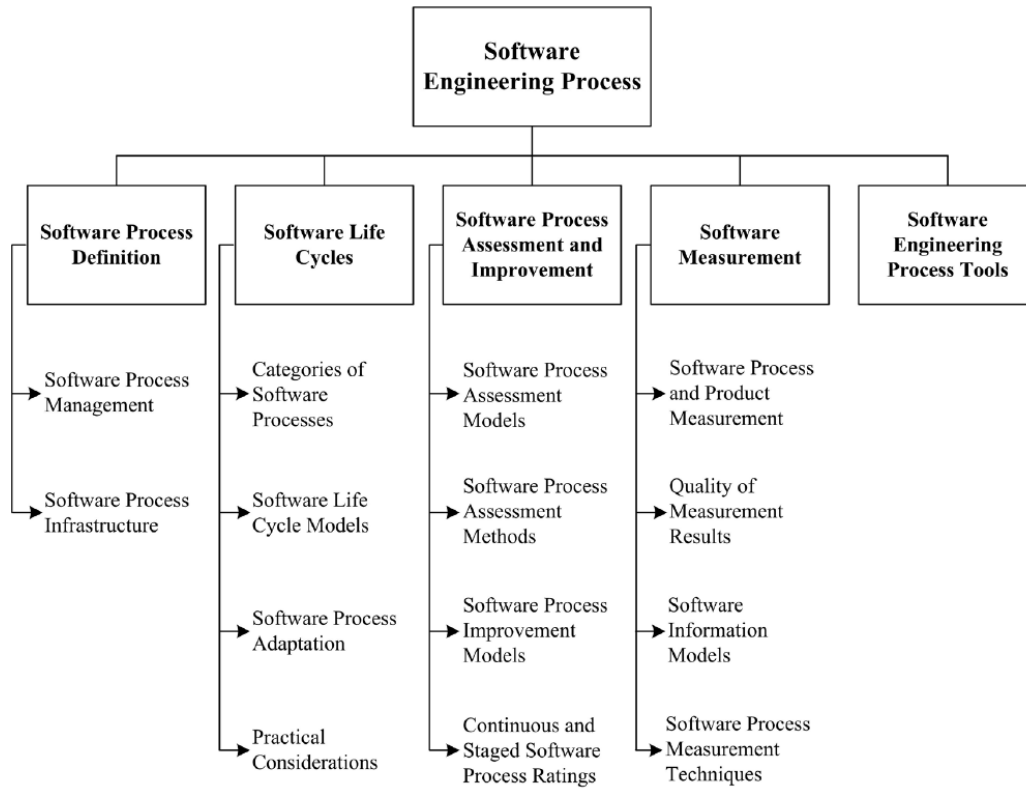 Software
Engineering Process
Software Process
Definition
Software Life
Cycles
Software Process
Assessment and
Improvement
Software
Measurement
Software
Engineering
Process Tools
Software Process
Management
Software Process
Infrastructure
Categories of
Software
Processes
Software Life
Cycle Models
Software Process
Adaptation
Practical
Considerations
Software Process
Assessment
Models
Software Process
Assessment
Methods
Software Process
Improvement
Models
Continuous and
Staged Software
Process Ratings
Software Process
and Product
Measurement
Quality of
Measurement
Results
Software
Information
Models
Software Process
Measurement
Techniques